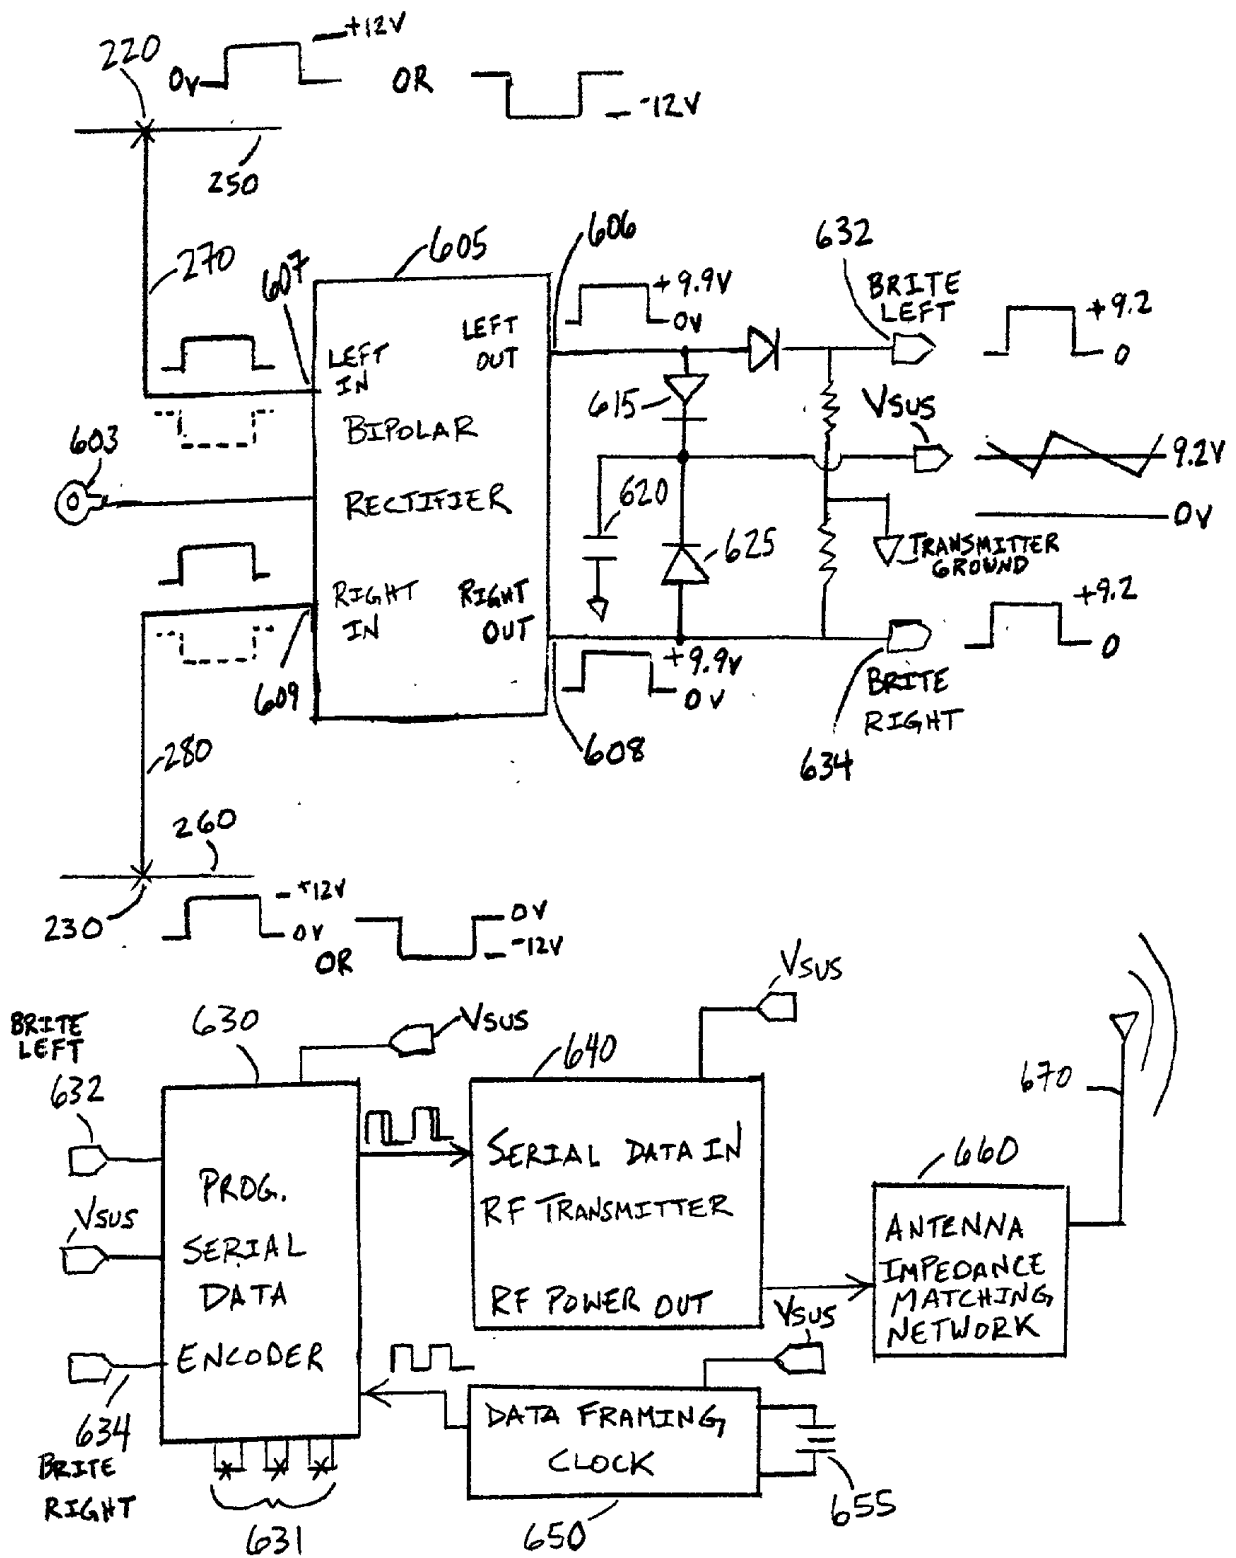 220
+12V
0V
OR
-12V
250
270
607
605
606
632
+9.9V
0V
BRITE
LEFT
+9.2
0
LEFT
IN
LEFT
OUT
615
VSUS
603
BIPOLAR
RECTIFIER
620
625
9.2V
0V
TRANSMITTER
GROUND
RIGHT
IN
RIGHT
OUT
+9.2
0
+9.9V
0V
609
BRITE
RIGHT
608
634
280
260
230
+12V
0V
OR
0V
-12V
BRITE
LEFT
630
VSUS
640
VSUS
632
670
PROG.
SERIAL
DATA
ENCODER
SERIAL DATA IN
RF TRANSMITTER
RF POWER OUT
660
ANTENNA
IMPEDANCE
MATCHING
NETWORK
VSUS
VSUS
634
BRITE
RIGHT
DATA FRAMING
CLOCK
655
631
650